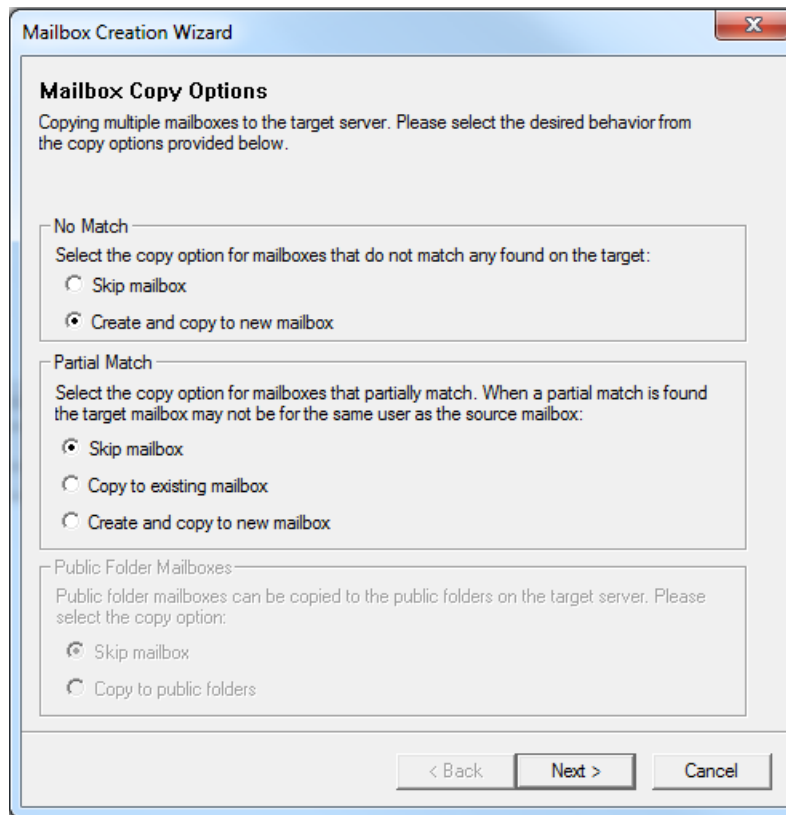 Mailbox Creation Wizard
Mailbox Copy Options
Copying multiple mailboxes to the target server. Please select the desired behavior from
the copy options provided below.
No Match
Select the copy option for mailboxes that do not match any found on the target:
Skip mailbox
Create and copy to new mailbox
Partial Match
Select the copy option for mailboxes that partially match. When a partial match is found
the target mailbox may not be for the same user as the source mailbox:
Skip mailbox
Copy to existing mailbox
Create and copy to new mailbox
Public Folder Mailboxes
Public folder mailboxes can be copied to the public folders on the target server. Please
select the copy option:
Skip mailbox
Copy to public folders
< Back Next > Cancel